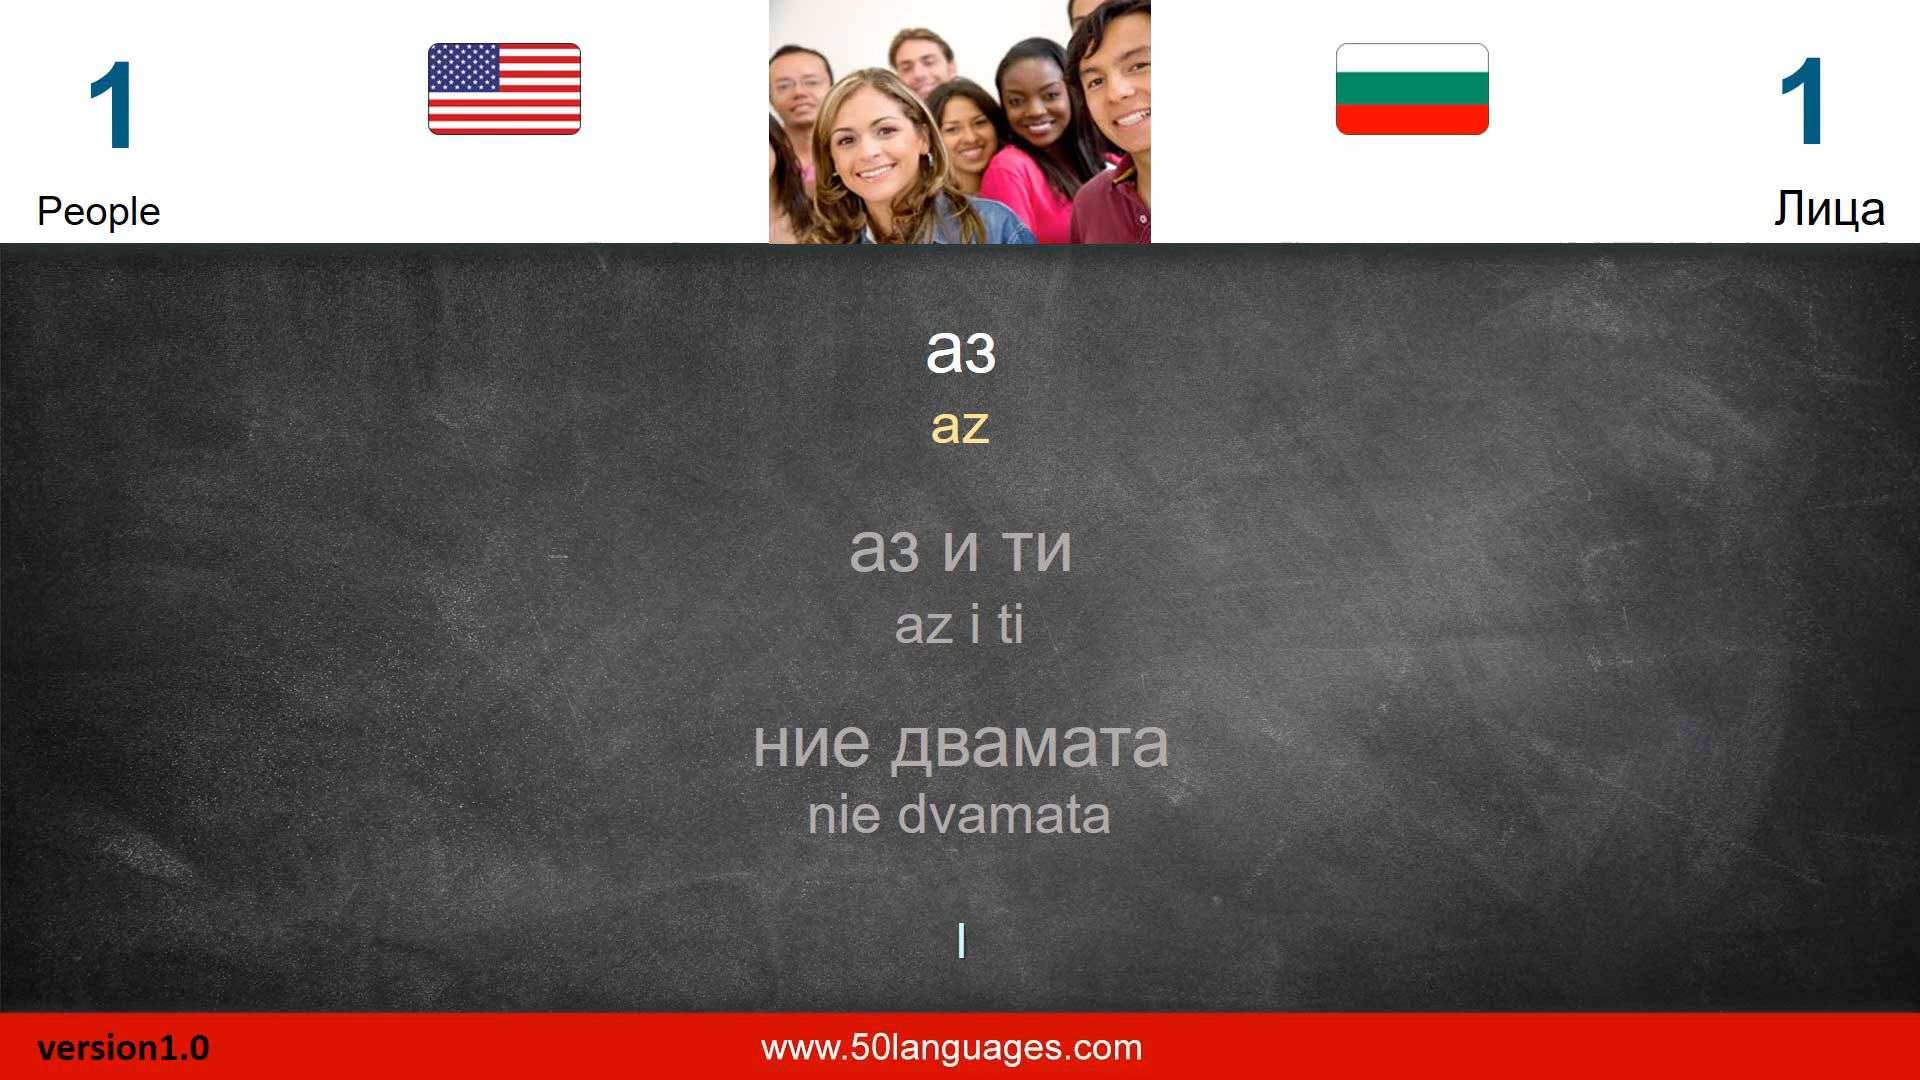 1
1
People
Лица
аз
az
аз и ти
az i ti
ние двамата
nie dvamata
I
version1.0
www.50languages.com